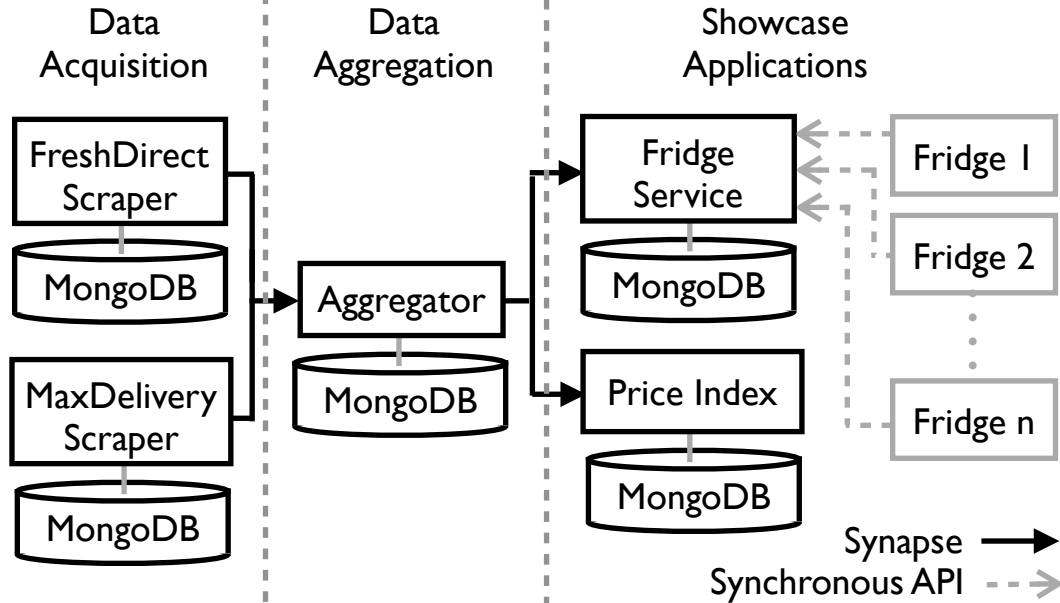 Data
Acquisition
Data
Aggregation
Showcase
Applications
FreshDirect
Scraper
MongoDB
MaxDelivery
Scraper
MongoDB
Aggregator
MongoDB
Fridge
Service
MongoDB
Price Index
MongoDB
Fridge 1
Fridge 2
Fridge n
Synapse
Synchronous API